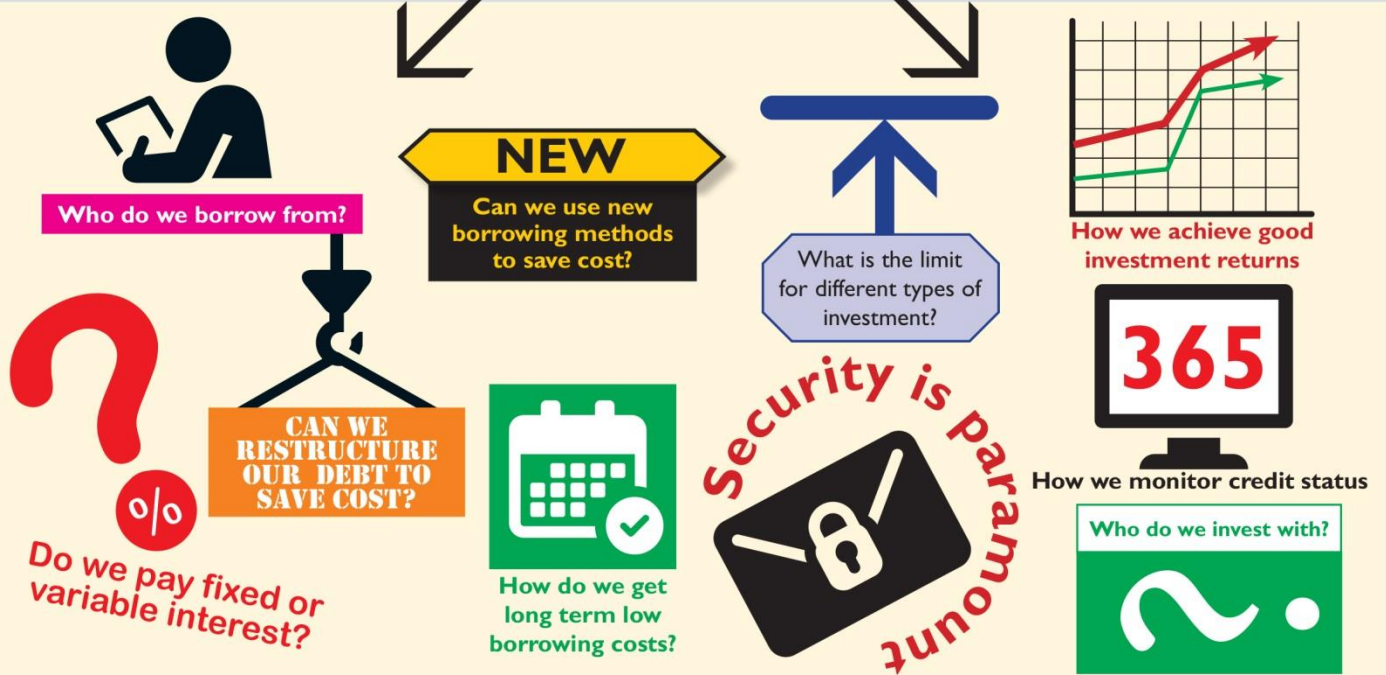 Who do we borrow from?
NEW
Can we use new
borrowing methods
to save cost?
What is the limit
for different types of
investment?
How we achieve good
investment returns
365
How we monitor credit status
CAN WE
RESTRUCTURE
OUR DEBT TO
SAVE COST?
%
Do we pay fixed or
variable interest?
How do we get
long term low
borrowing costs?
Security is paramount
Who do we invest with?
?